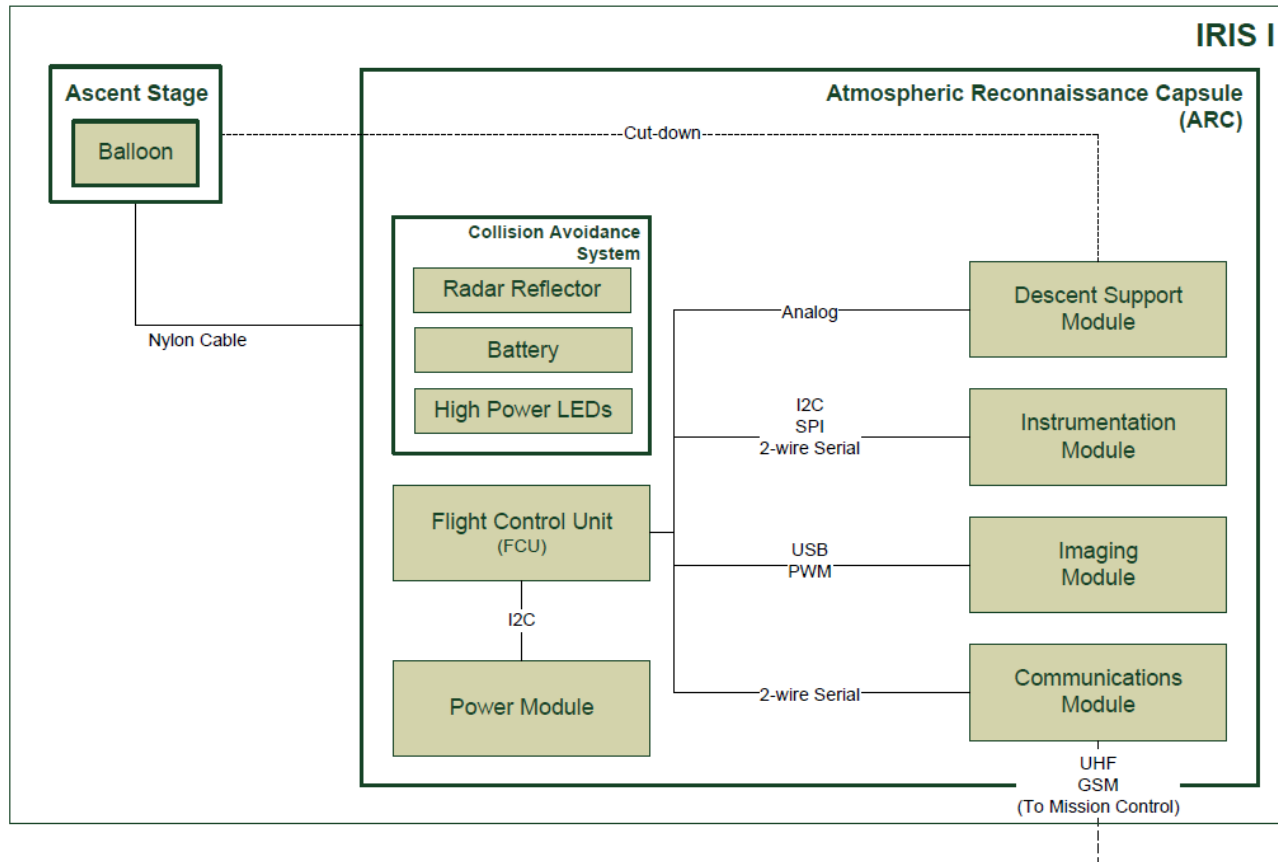 IRIS I
Ascent Stage
Balloon
Atmospheric Reconnaissance Capsule
(ARC)
Cut-down
Nylon Cable
Collision Avoidance
System
Radar Reflector
Battery
High Power LEDs
Flight Control Unit
(FCU)
I2C
Power Module
Analog
Descent Support
Module
I2C
SPI
2-wire Serial
Instrumentation
Module
USB
PWM
Imaging
Module
2-wire Serial
Communications
Module
UHF
GSM
(To Mission Control)